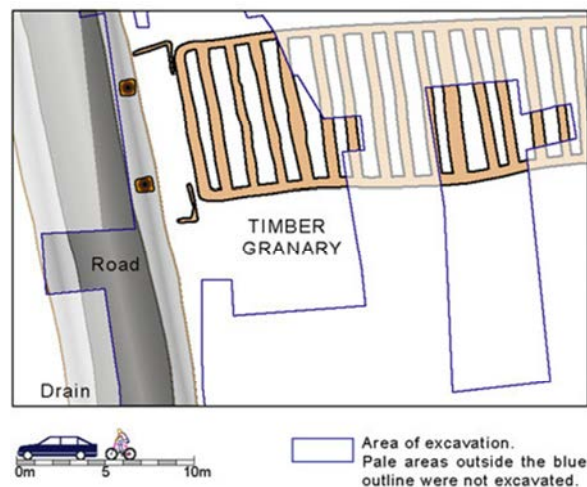 TIMBER
GRANARY
Road
Drain
0m 5 10m
Area of excavation.
Pale areas outside the blue
outline were not excavated.